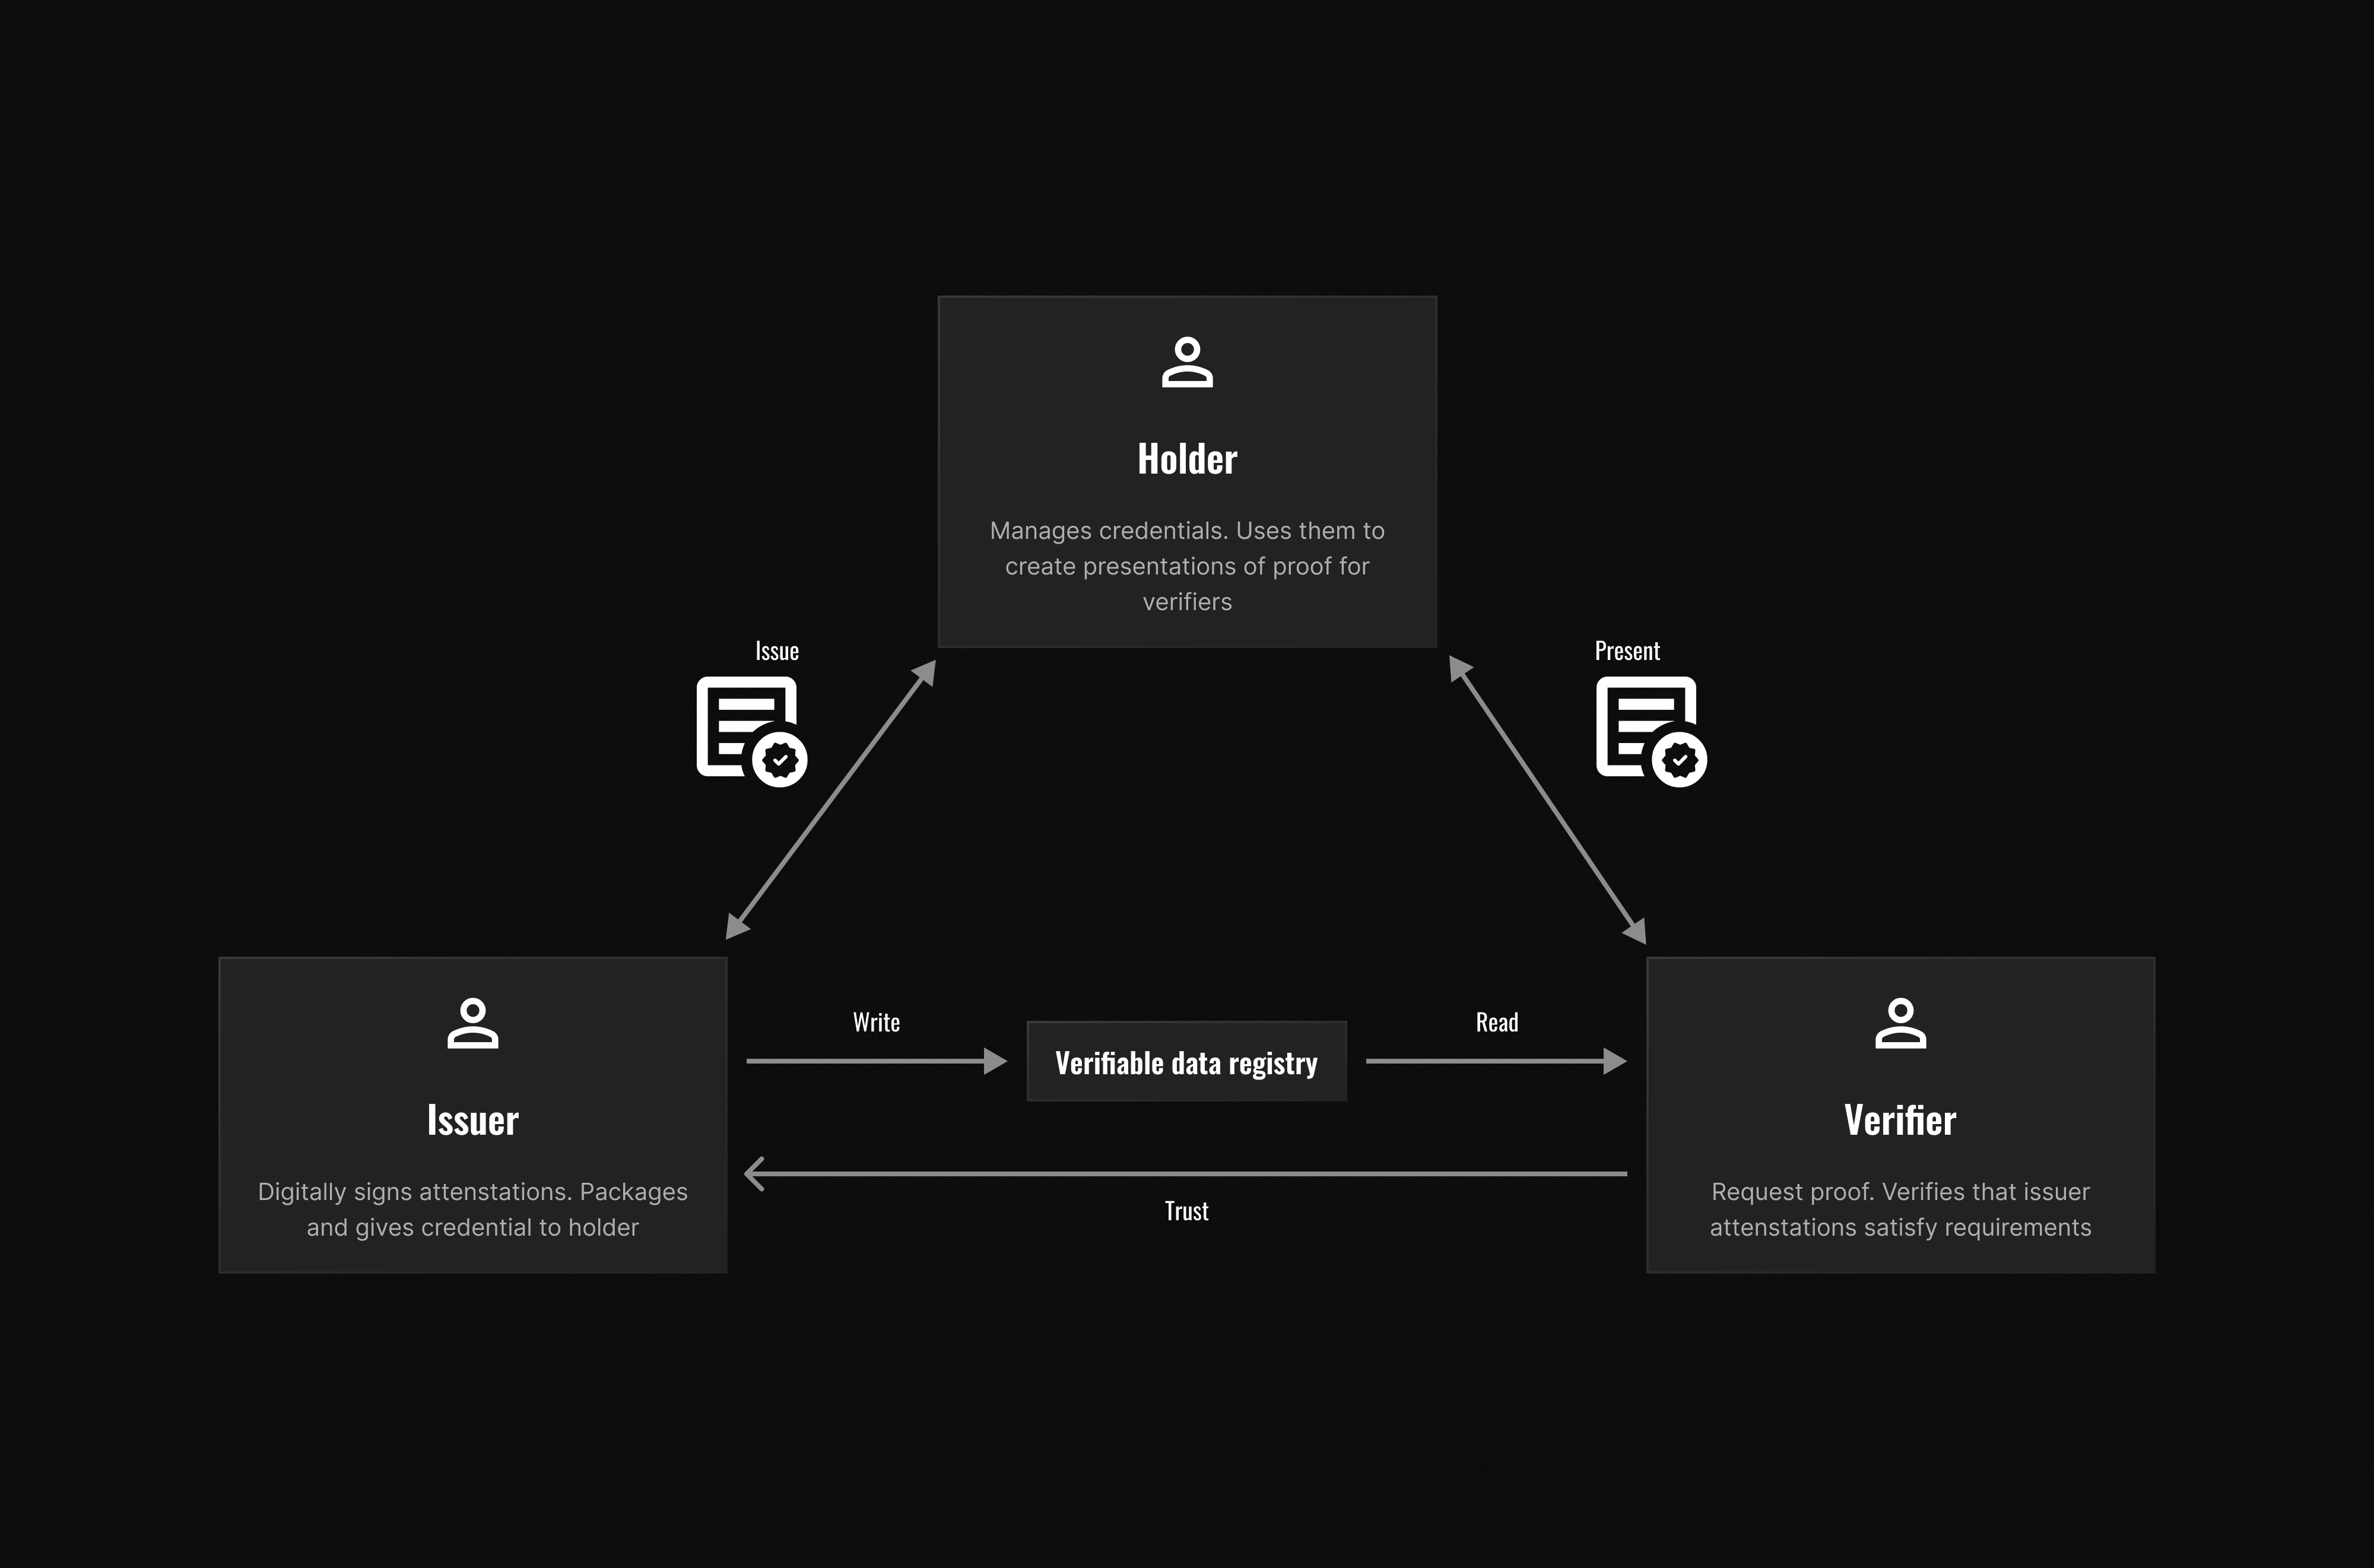 Holder
Manages credentials. Uses them to
create presentations of proof for
verifiers
Issue
Present
Issuer
Digitally signs attenstations. Packages
and gives credential to holder
Write
Verifiable data registry
Read
Trust
Verifier
Request proof. Verifies that issuer
attenstations satisfy requirements